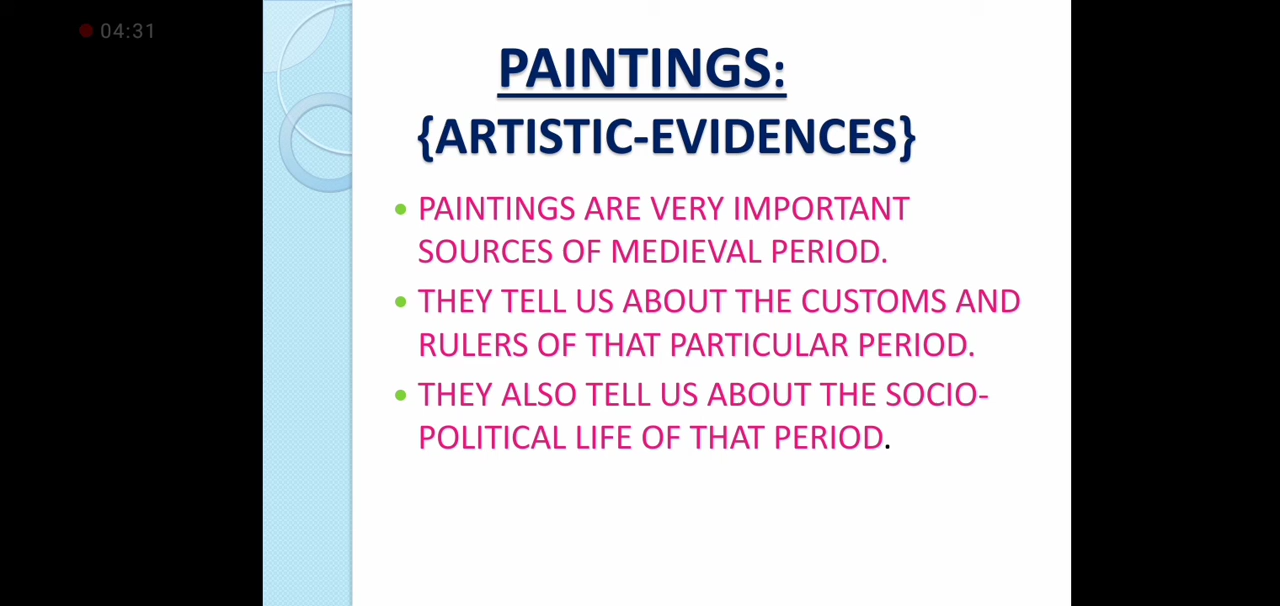 04:31
PAINTINGS:
{ARTISTIC-EVIDENCES}
• PAINTINGS ARE VERY IMPORTANT
SOURCES OF MEDIEVAL PERIOD.
• THEY TELL US ABOUT THE CUSTOMS AND
RULERS OF THAT PARTICULAR PERIOD.
• THEY ALSO TELL US ABOUT THE SOCIO-
POLITICAL LIFE OF THAT PERIOD.